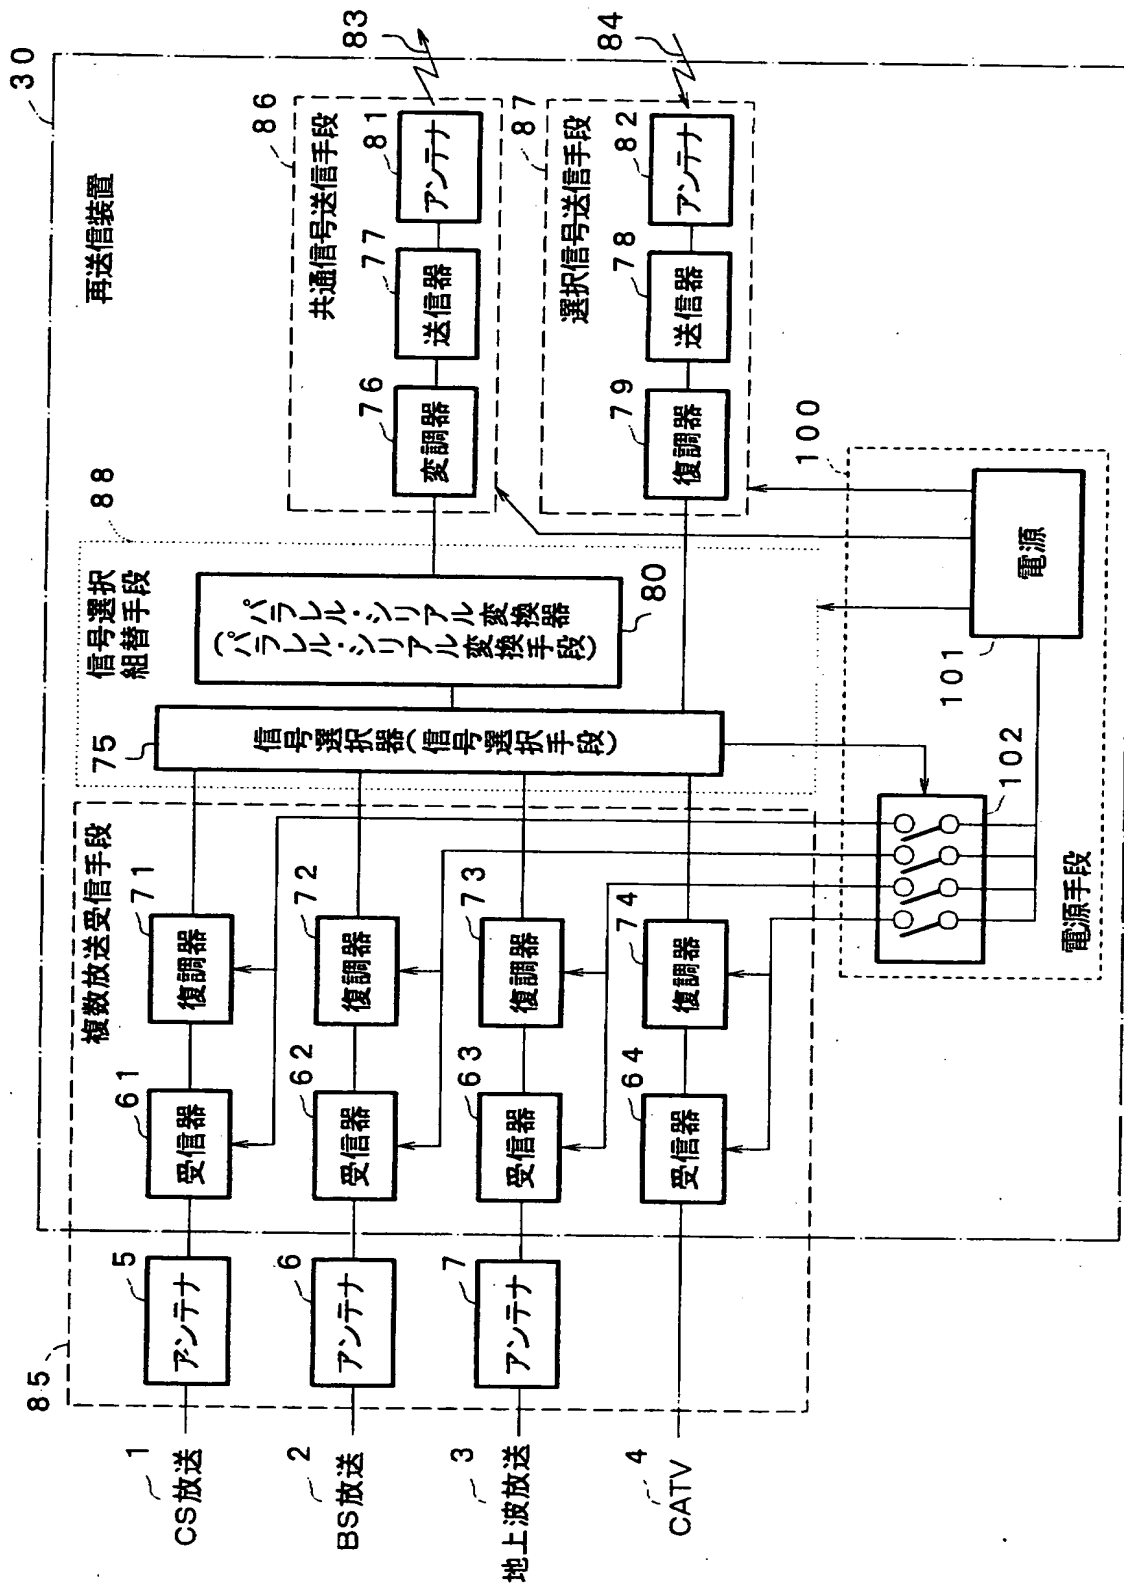 30
再送信装置
85
複数放送受信手段
1
CS放送
5
アンテナ
61
受信器
71
復調器
2
BS放送
6
アンテナ
62
受信器
72
復調器
3
地上波放送
7
アンテナ
63
受信器
73
復調器
4
CATV
64
受信器
74
復調器
88
信号選択
組替手段
75
信号選択器(信号選択手段)
パラレル・シリアル変換器
(パラレル・シリアル変換手段)
80
86
共通信号送信手段
76
変調器
77
送信器
81
アンテナ
83
87
選択信号送信手段
79
復調器
78
送信器
82
アンテナ
84
100
電源
101
102
電源手段